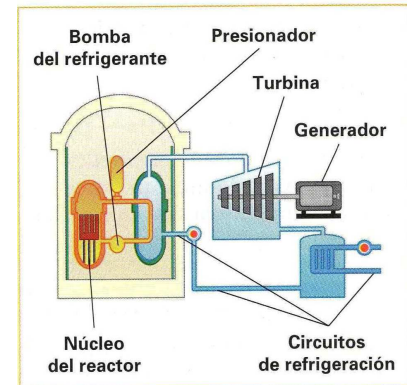 Bomba
del refrigerante
Presionador
Turbina
Generador
Núcleo
del reactor
Circuitos
de refrigeración